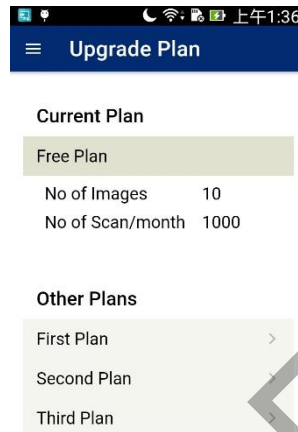 上午1:36
Upgrade Plan
Current Plan
Free Plan
No of Images 10
No of Scan/month 1000
Other Plans
First Plan
Second Plan
Third Plan